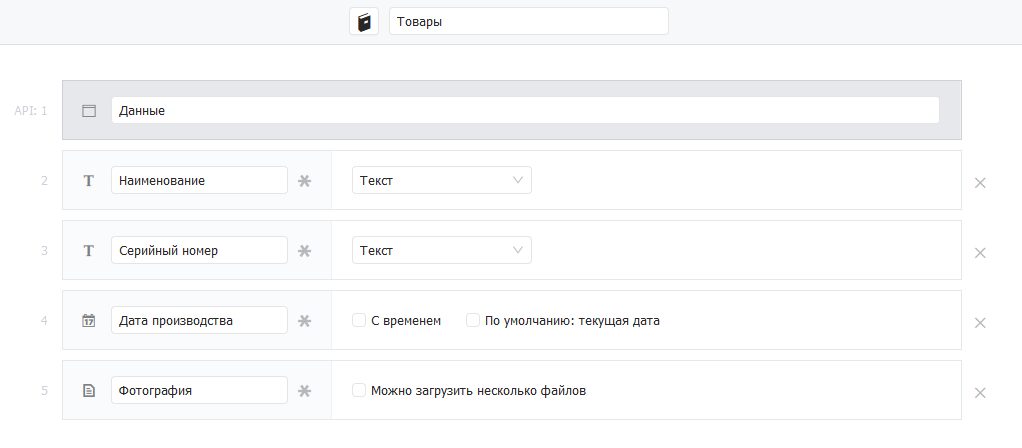 Товары
API: 1
Данные
2
T
Наименование
Текст
3
T
Серийный номер
Текст
4
17
Дата производства
С временем
По умолчанию: текущая дата
5
Фотография
Можно загрузить несколько файлов